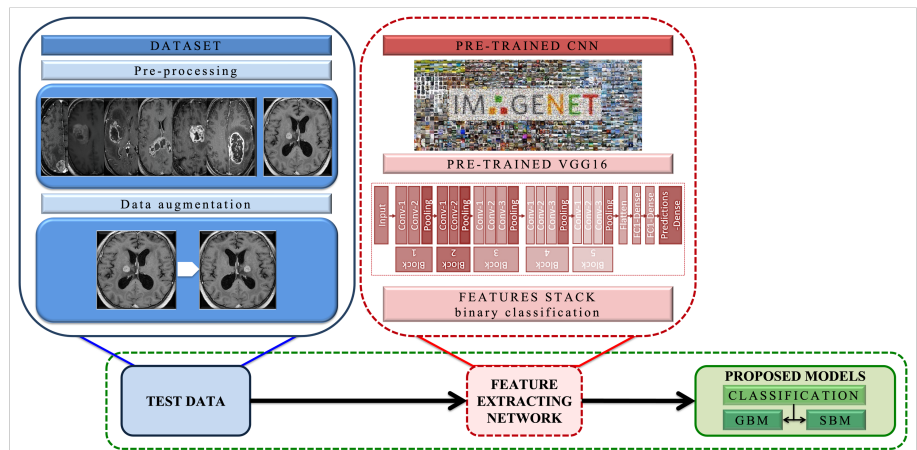 DATASET
Pre-processing
Data augmentation
PRE-TRAINED CNN
IMAGENET
PRE-TRAINED VGG16
Input
Conv-1
Conv-2
Pooling
Conv-1
Conv-2
Pooling
Conv-1
Conv-2
Conv-3
Pooling
Conv-1
Conv-2
Conv-3
Pooling
Conv-1
Conv-2
Conv-3
Pooling
Flatten
FC1-Dense
FC1-Dense
Predictions
-Dense
Block
1
Block
2
Block
3
Block
4
Block
5
FEATURES STACK
binary classification
TEST DATA
FEATURE
EXTRACTING
NETWORK
PROPOSED MODELS
CLASSIFICATION
GBM
SBM